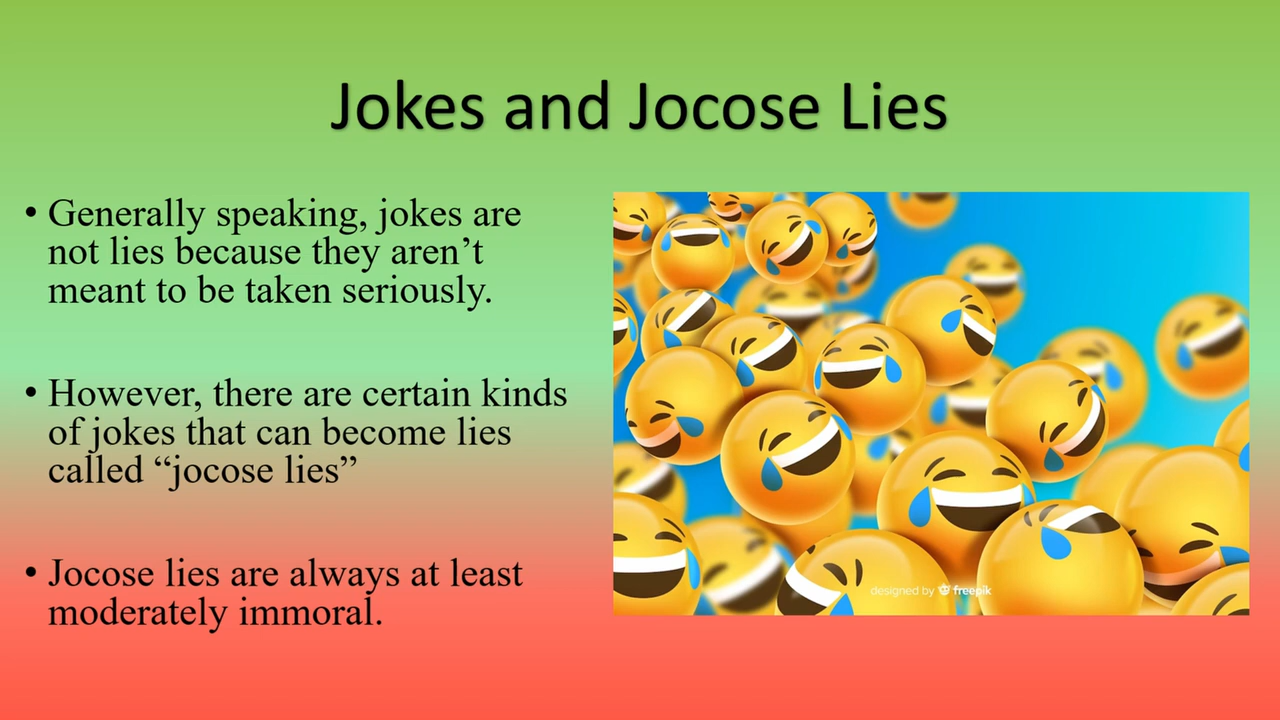 Jokes and Jocose Lies
• Generally speaking, jokes are
not lies because they aren’t
meant to be taken seriously.
• However, there are certain kinds
of jokes that can become lies
called “jocose lies”
• Jocose lies are always at least
moderately immoral.
designed by freepik